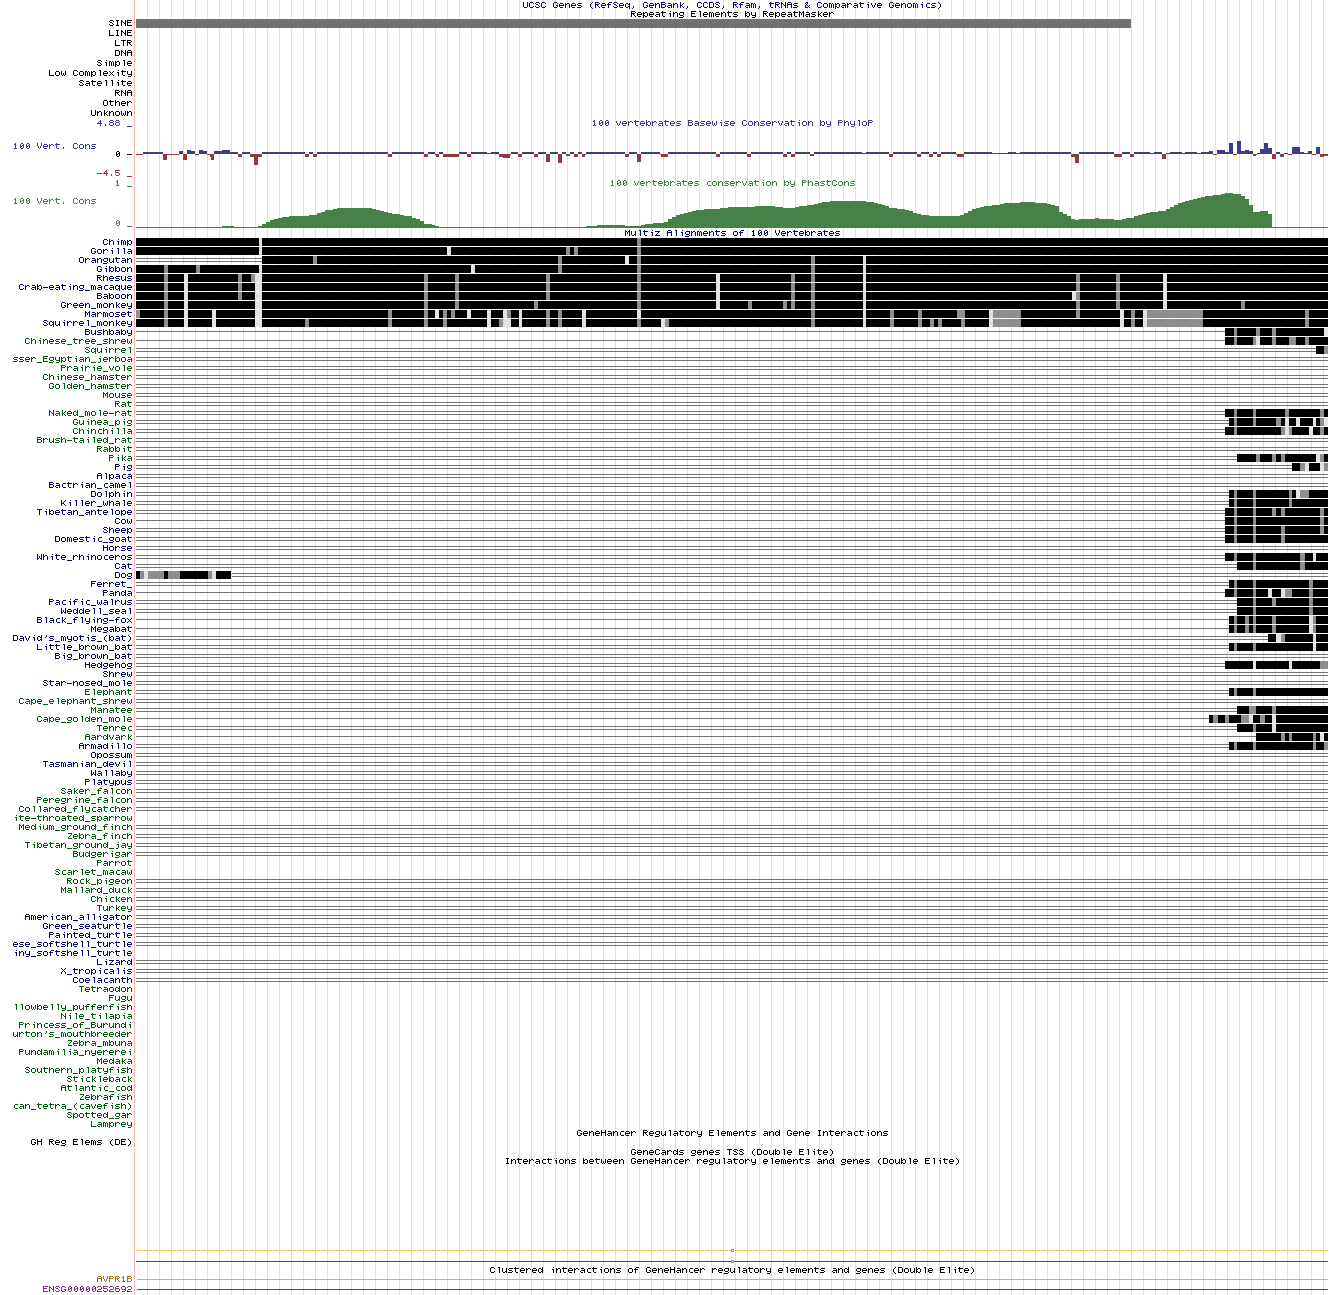 UCSC Genes (RefSeq, GenBank, CCDS, Rfam, tRNAs & Comparative Genomics)
Repeating Elements by RepeatMasker
SINE
LINE
LTR
DNA
Simple
Low Complexity
Satellite
RNA
Other
Unknown
4.88 _
100 vertebrates Basewise Conservation by PhyloP
100 Vert. Cons
0 _
-4.5 _
1 _
100 vertebrates conservation by PhastCons
100 Vert. Cons
0 _
Multiz Alignments of 100 Vertebrates
Chimp
Gorilla
Orangutan
Gibbon
Rhesus
Crab-eating_macaque
Baboon
Green_monkey
Marmoset
Squirrel_monkey
Bushbaby
Chinese_tree_shrew
Squirrel
sser_Egyptian_jerboa
Prairie_vole
Chinese_hamster
Golden_hamster
Mouse
Rat
Naked_mole-rat
Guinea_pig
Chinchilla
Brush-tailed_rat
Rabbit
Pika
Pig
Alpaca
Bactrian_camel
Dolphin
Killer_whale
Tibetan_antelope
Cow
Sheep
Domestic_goat
Horse
White_rhinoceros
Cat
Dog
Ferret_
Panda
Pacific_walrus
Weddell_seal
Black_flying-fox
Megabat
David's_myotis_(bat)
Little_brown_bat
Big_brown_bat
Hedgehog
Shrew
Star-nosed_mole
Elephant
Cape_elephant_shrew
Manatee
Cape_golden_mole
Tenrec
Aardvark
Armadillo
Opossum
Tasmanian_devil
Wallaby
Platypus
Saker_falcon
Peregrine_falcon
Collared_flycatcher
ite-throated_sparrow
Medium_ground_finch
Zebra_finch
Tibetan_ground_jay
Budgerigar
Parrot
Scarlet_macaw
Rock_pigeon
Mallard_duck
Chicken
Turkey
American_alligator
Green_seaturtle
Painted_turtle
ese_softshell_turtle
iny_softshell_turtle
Lizard
X_tropicalis
Coelacanth
Tetraodon
Fugu
llowbelly_pufferfish
Nile_tilapia
Princess_of_Burundi
urton's_mouthbreeder
Zebra_mbuna
Pundamilia_nyererei
Medaka
Southern_platyfish
Stickleback
Atlantic_cod
Zebrafish
can_tetra_(cavefish)
Spotted_gar
Lamprey
GeneHancer Regulatory Elements and Gene Interactions
GH Reg Elems (DE)
GeneCards genes TSS (Double Elite)
Interactions between GeneHancer regulatory elements and genes (Double Elite)
Clustered interactions of GeneHancer regulatory elements and genes (Double Elite)
AVPR1B
ENSG00000252692